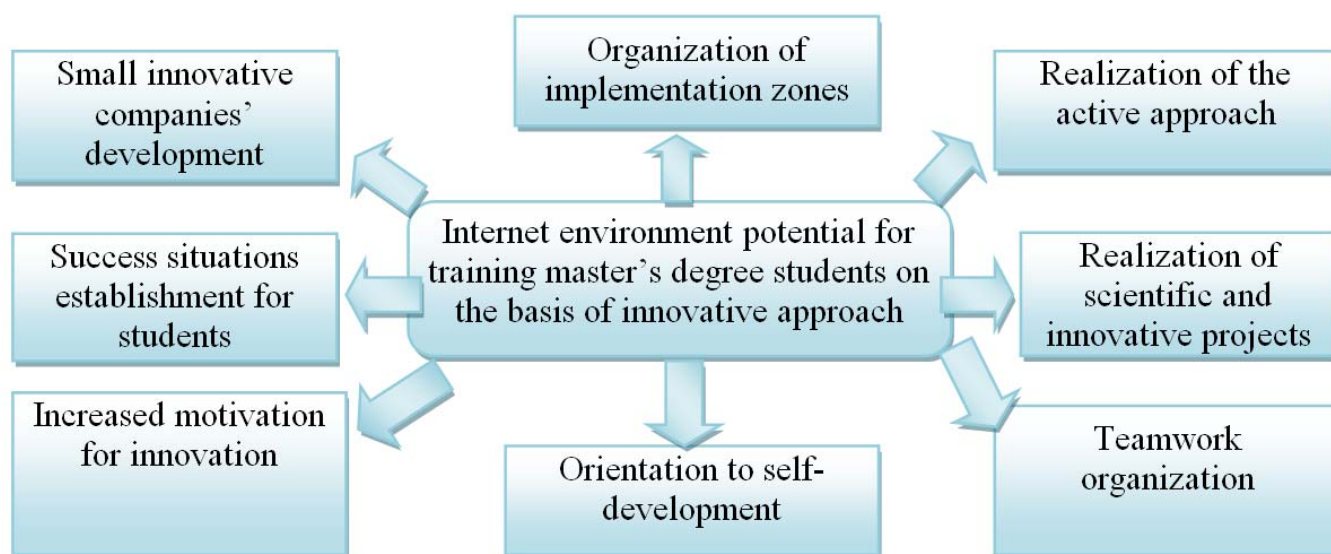 Small innovative
companies’
development
Organization of
implementation zones
Realization of the
active approach
Internet environment potential for
training master’s degree students on
the basis of innovative approach
Success situations
establishment for
students
Realization of
scientific and
innovative projects
Increased motivation
for innovation
Orientation to self-
development
Teamwork
organization